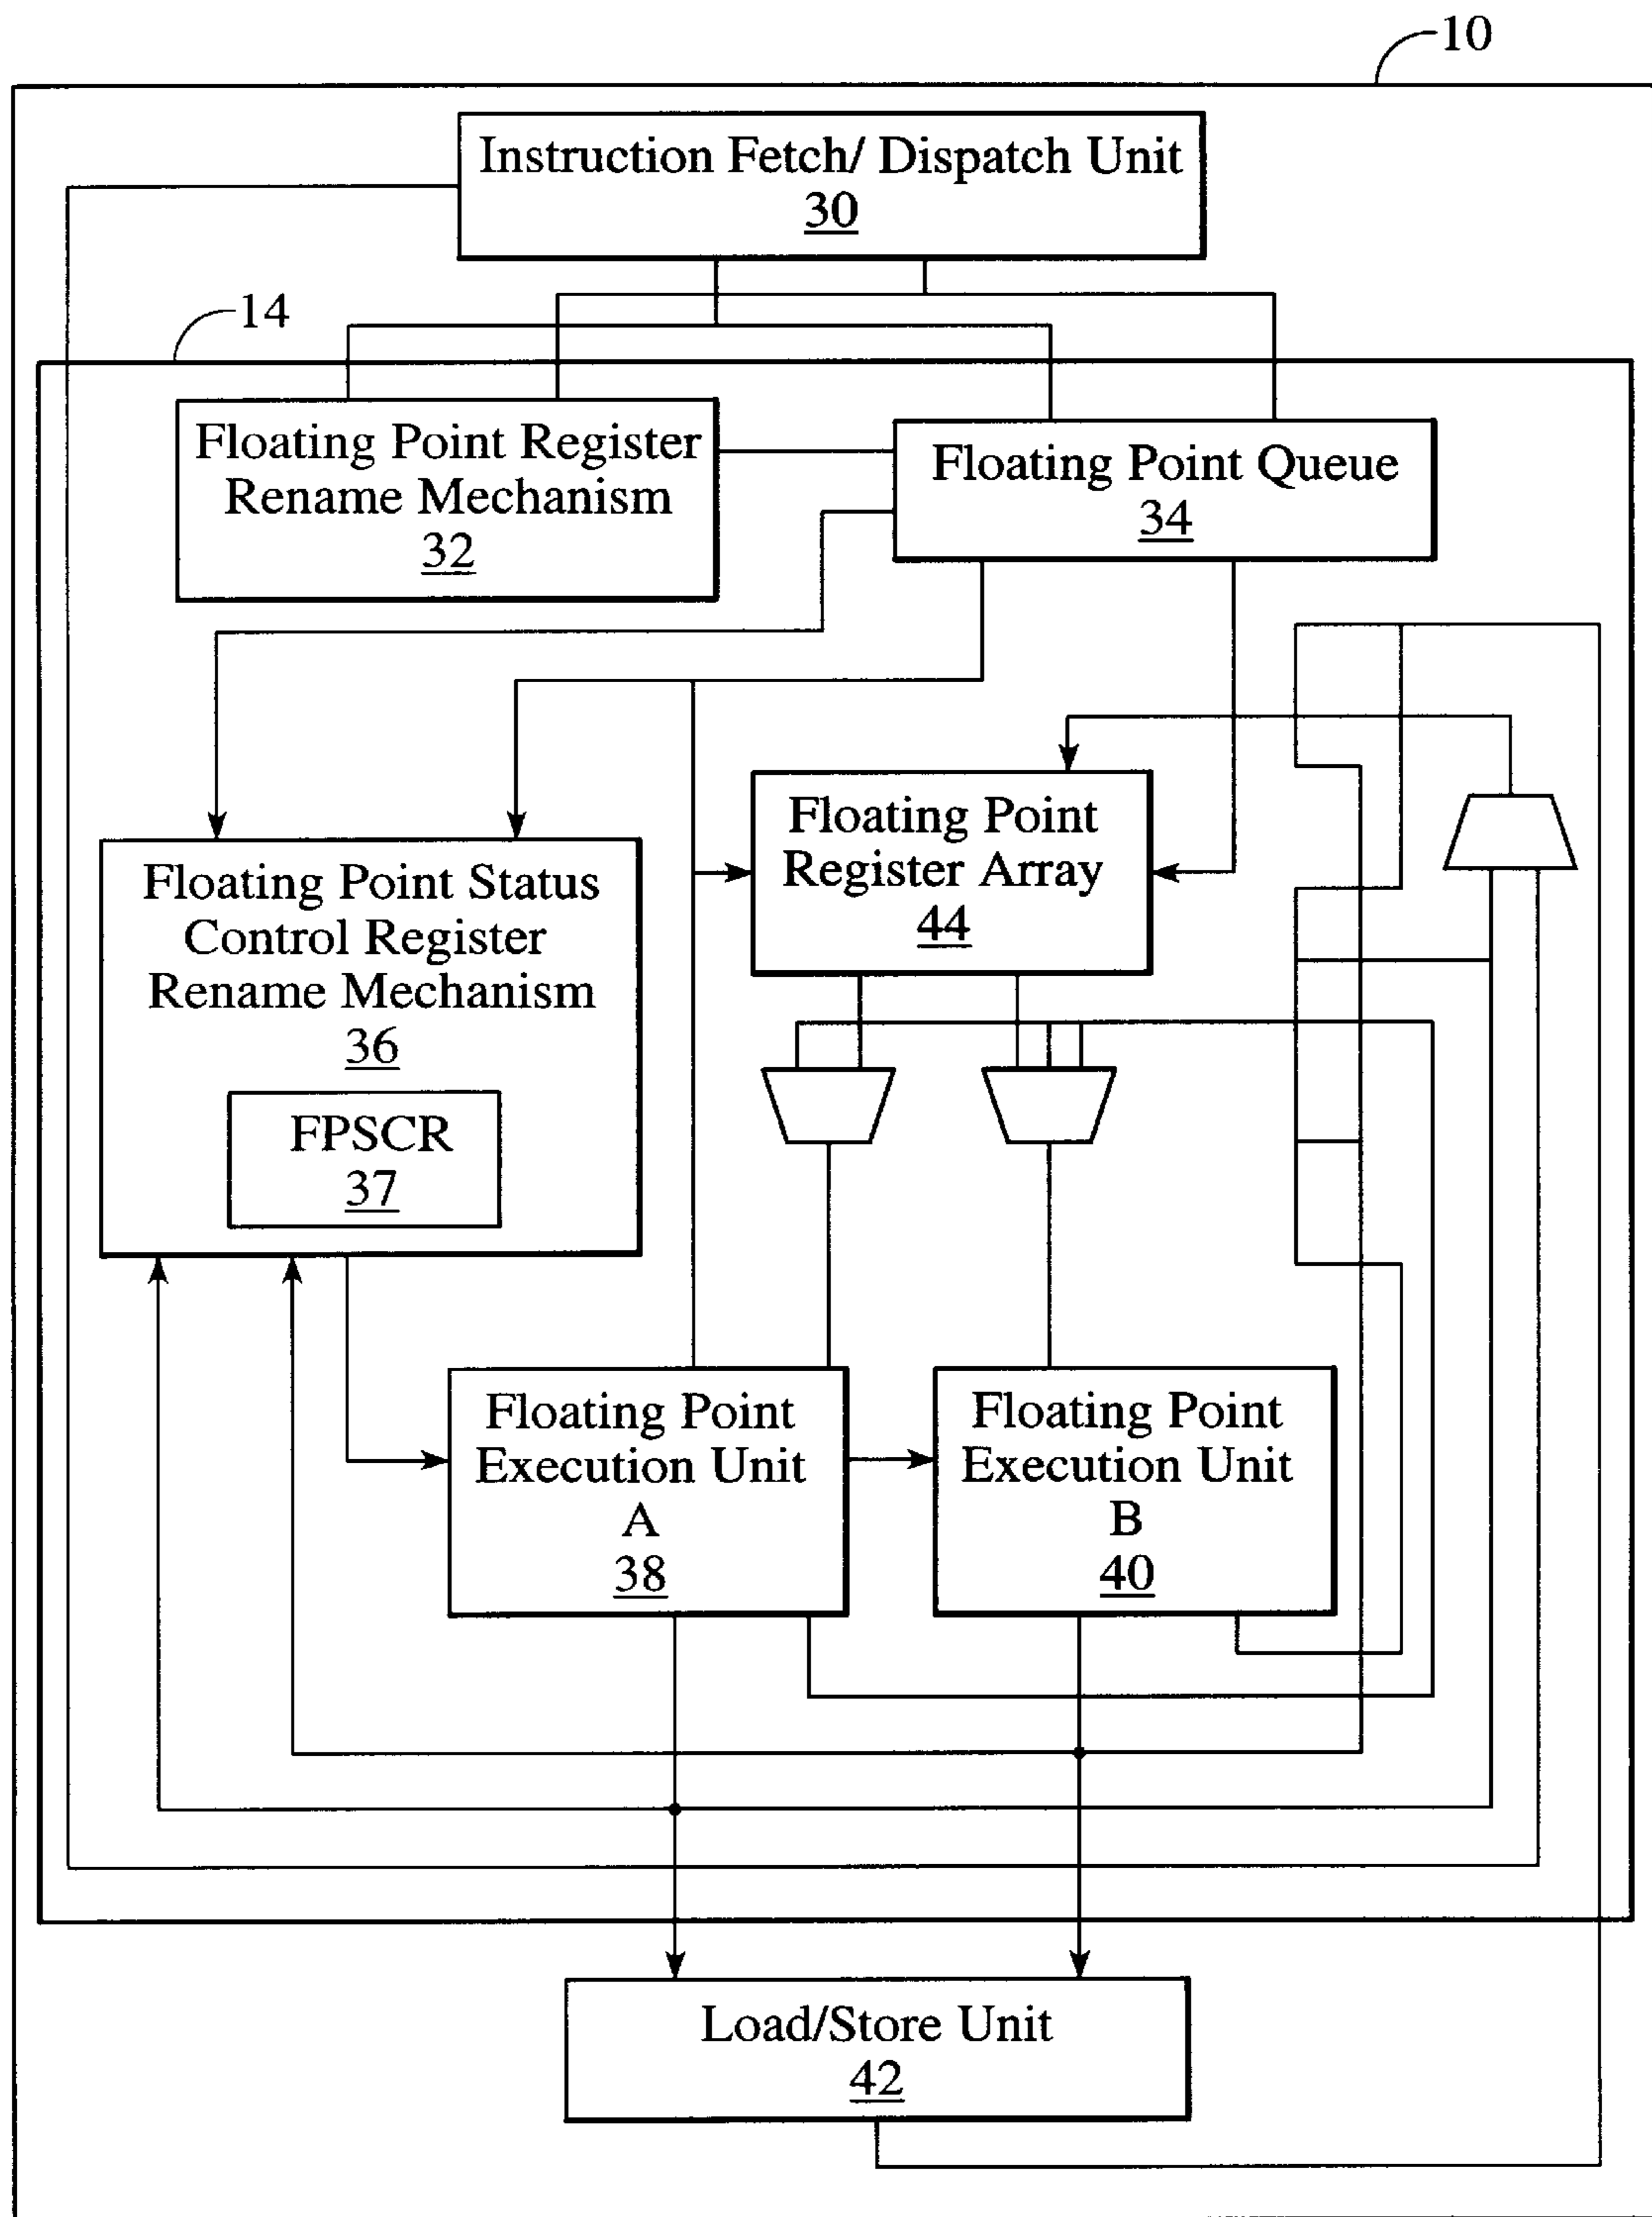 10
Instruction Fetch/ Dispatch Unit
30
14
Floating Point Register
Rename Mechanism
32
Floating Point Queue
34
Floating Point
Register Array
44
Floating Point Status
Control Register
Rename Mechanism
36
FPSCR
37
Floating Point
Execution Unit
A
38
Floating Point
Execution Unit
B
40
Load/Store Unit
42